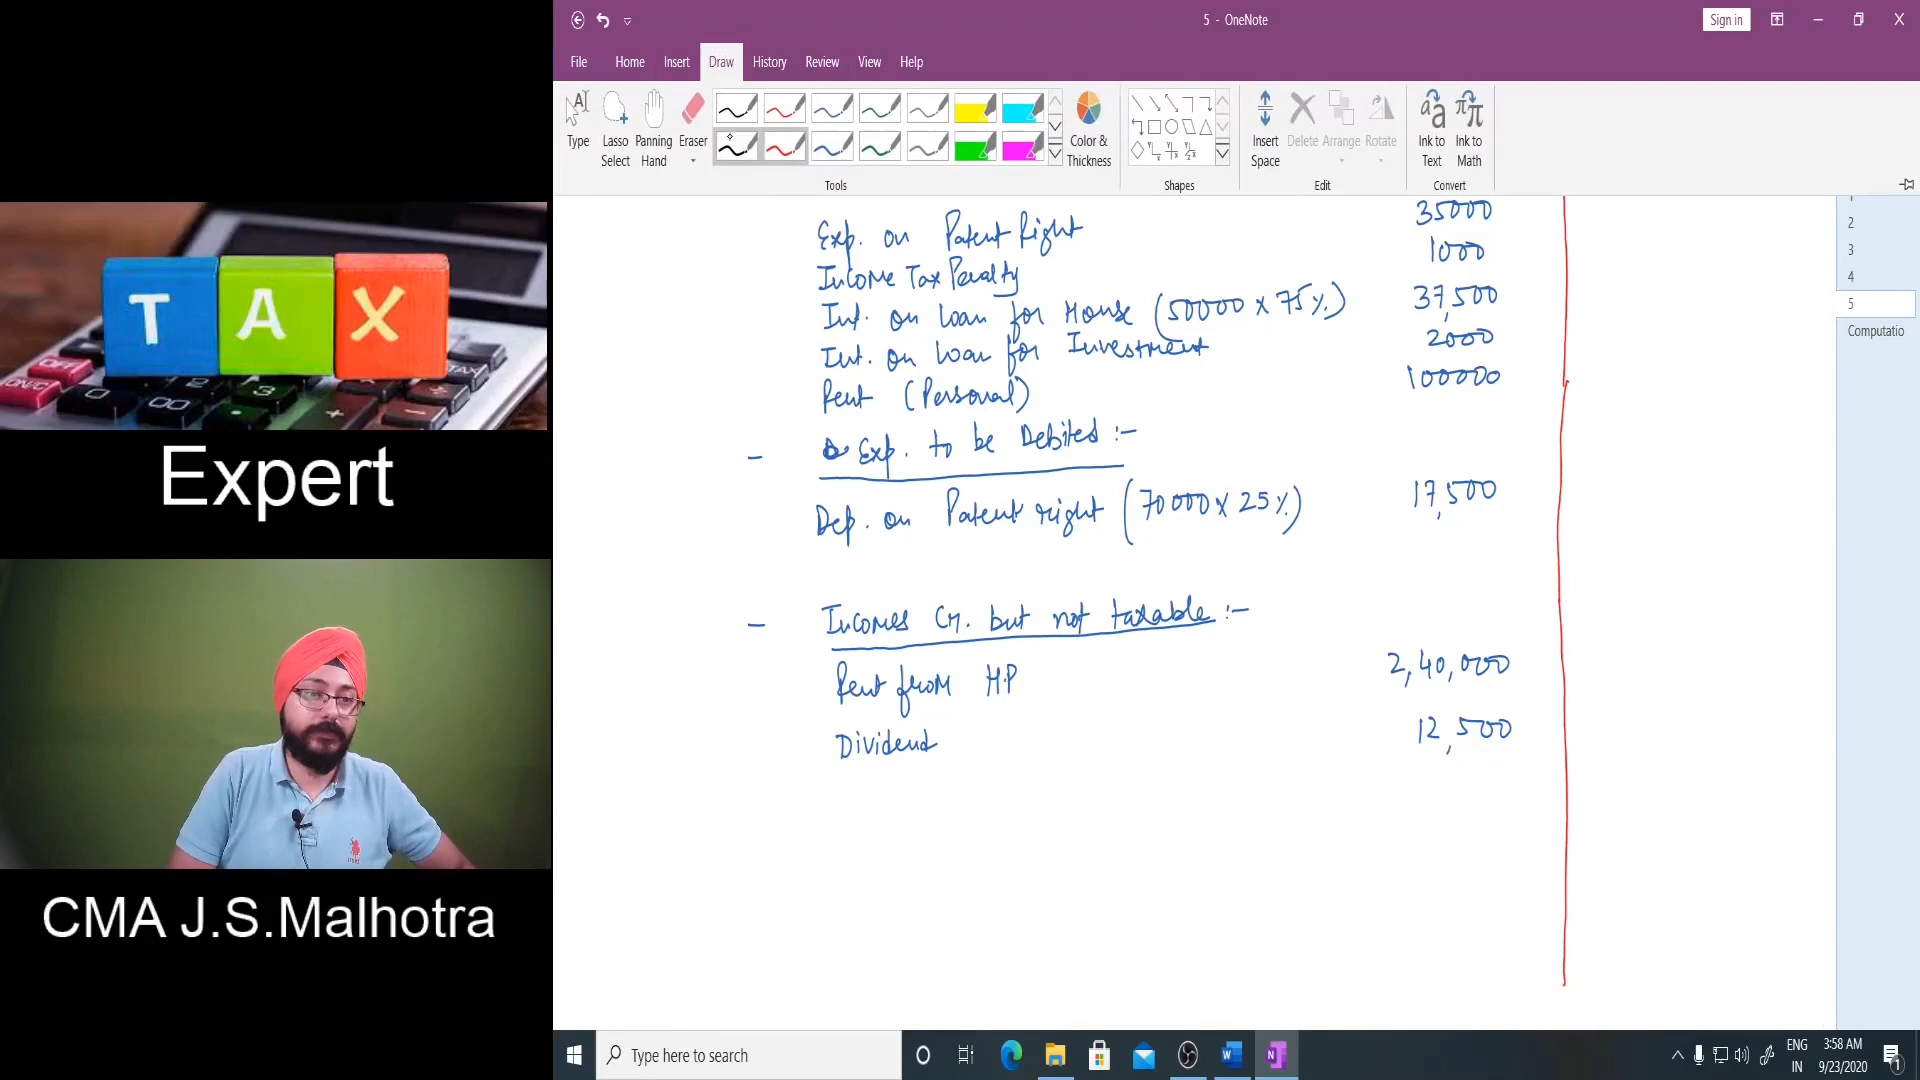 5 - OneNote
Sign in
File Home Insert Draw History Review View Help
Type
Lasso Select
Panning Hand
Eraser
Color & Thickness
Insert Space
Delete
Arrange
Rotate
Ink to Text
Ink to Math
Tools
Shapes
Edit
Convert
TAX
ON/C
Expert
CMA J.S.Malhotra
Exp. on Patent Right 35000
Income Tax Penalty 1000
Int. on loan for House (50000 x 75%) 37,500
Int. on loan for Investment 2000
Rent (Personal) 100000
- Exp. to be Debited :-
Dep. on Patent right (70000 x 25%) 17,500
- Incomes Cr. but not taxable :-
Rent from H.P 2,40,000
Dividend 12,500
2
3
4
5
Computatio
Type here to search
ENG
IN
3:58 AM
9/23/2020
1